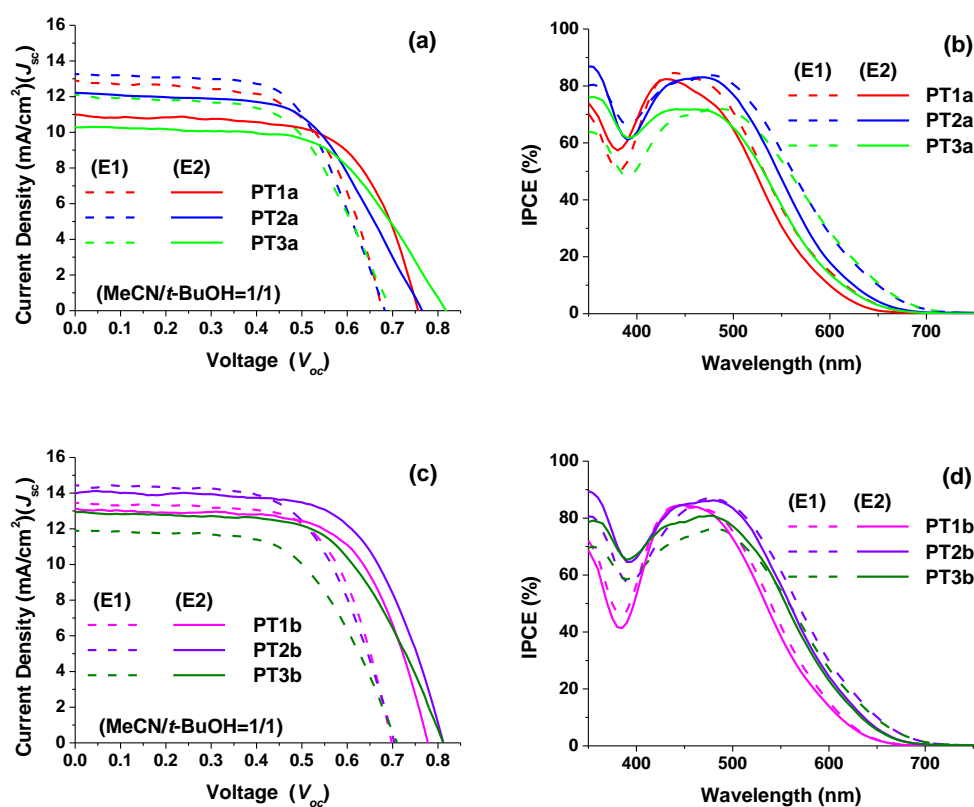 (a)
Current Density (mA/cm²)(Jsc)
16
14
12
10
8
6
4
2
0
(E1) (E2)
PT1a
PT2a
PT3a
(MeCN/t-BuOH=1/1)
0.0 0.1 0.2 0.3 0.4 0.5 0.6 0.7 0.8
Voltage (Voc)
(b)
IPCE (%)
100
80
60
40
20
0
(E1) (E2)
PT1a
PT2a
PT3a
400 500 600 700
Wavelength (nm)
(c)
Current Density (mA/cm²)(Jsc)
18
16
14
12
10
8
6
4
2
0
(E1) (E2)
PT1b
PT2b
PT3b
(MeCN/t-BuOH=1/1)
0.0 0.1 0.2 0.3 0.4 0.5 0.6 0.7 0.8
Voltage (Voc)
(d)
IPCE (%)
100
80
60
40
20
0
(E1) (E2)
PT1b
PT2b
PT3b
400 500 600 700
Wavelength (nm)